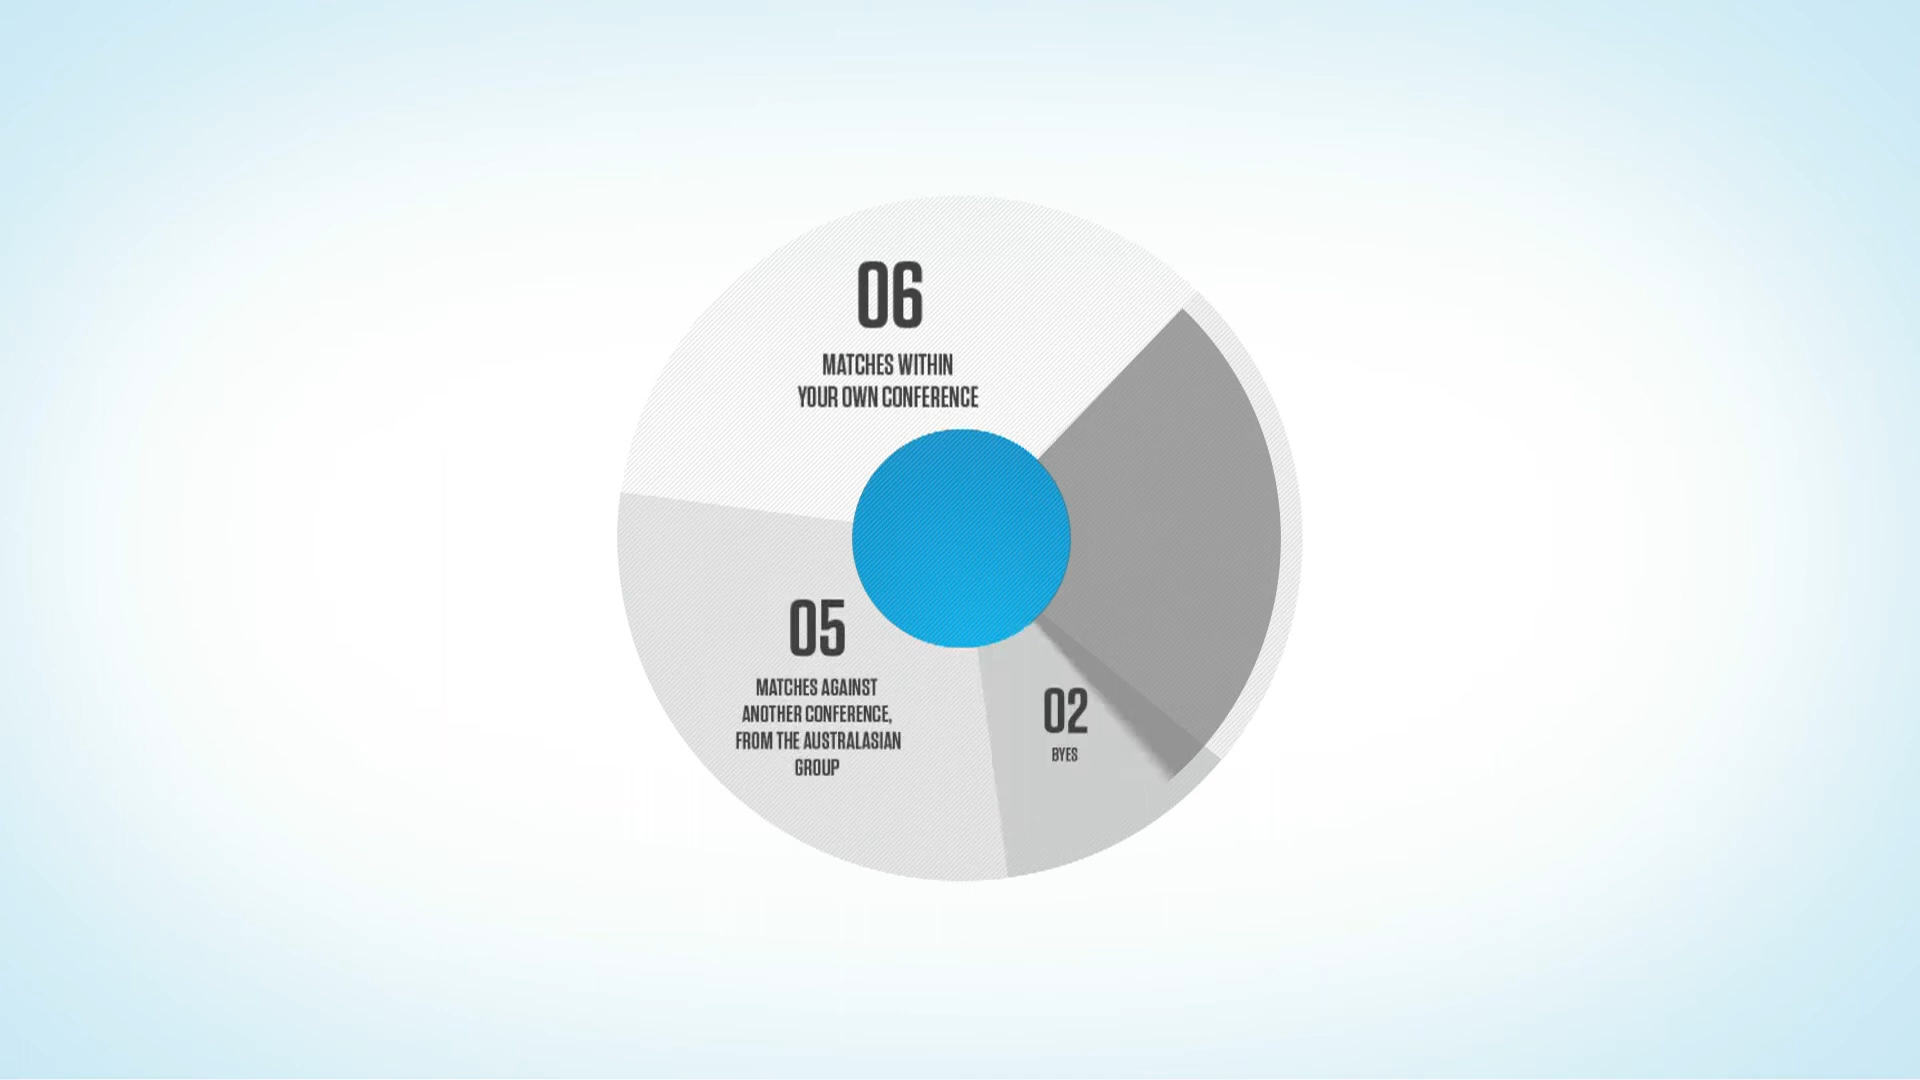 06
MATCHES WITHIN
YOUR OWN CONFERENCE
05
MATCHES AGAINST
ANOTHER CONFERENCE,
FROM THE AUSTRALASIAN
GROUP
02
BYES